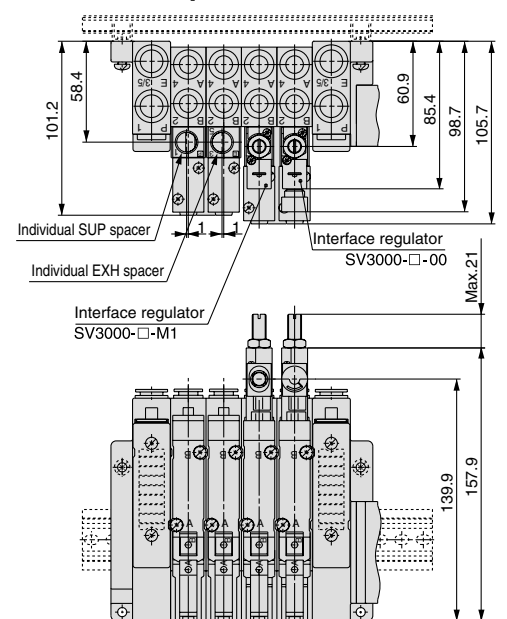 101.2
58.4
60.9
85.4
98.7
105.7
E 3/5
4 A
4 A
4 A
4 A
E 3/5
P 1
2 B
2 B
2 B
2 B
P 1
Individual SUP spacer
1
1
Interface regulator
SV3000-□-00
Individual EXH spacer
Interface regulator
SV3000-□-M1
Max.21
139.9
157.9
B
B
B
B
A
A
A
A